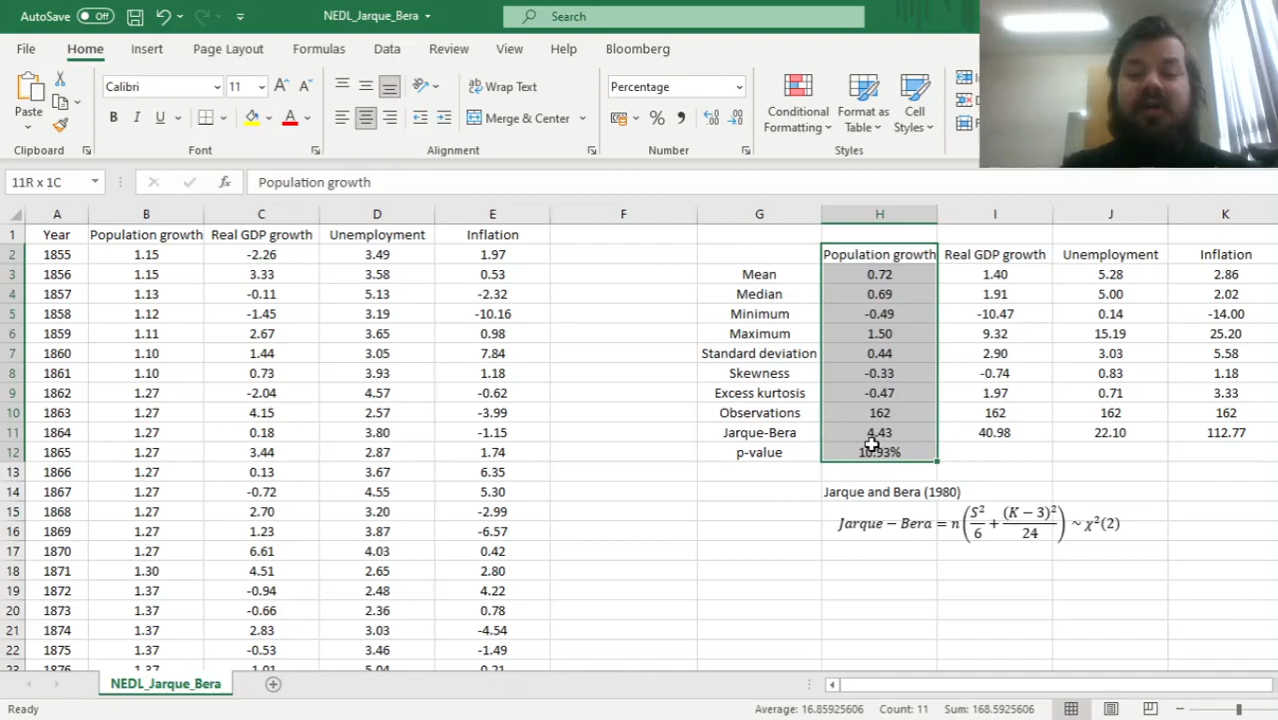 AutoSave Off NEDL_Jarque_Bera Search
File Home Insert Page Layout Formulas Data Review View Help Bloomberg
Paste Calibri 11 A A Wrap Text Percentage Conditional Formatting Format as Table Cell Styles
B I U A Merge & Center %
Clipboard Font Alignment Number Styles
11R x 1C fx Population growth
A B C D E F G H I J K
1 Year Population growth Real GDP growth Unemployment Inflation
2 1855 1.15 -2.26 3.49 1.97 Population growth Real GDP growth Unemployment Inflation
3 1856 1.15 3.33 3.58 0.53 Mean 0.72 1.40 5.28 2.86
4 1857 1.13 -0.11 5.13 -2.32 Median 0.69 1.91 5.00 2.02
5 1858 1.12 -1.45 3.19 -10.16 Minimum -0.49 -10.47 0.14 -14.00
6 1859 1.11 2.67 3.65 0.98 Maximum 1.50 9.32 15.19 25.20
7 1860 1.10 1.44 3.05 7.84 Standard deviation 0.44 2.90 3.03 5.58
8 1861 1.10 0.73 3.93 1.18 Skewness -0.33 -0.74 0.83 1.18
9 1862 1.27 -2.04 4.57 -0.62 Excess kurtosis -0.47 1.97 0.71 3.33
10 1863 1.27 4.15 2.57 -3.99 Observations 162 162 162 162
11 1864 1.27 0.18 3.80 -1.15 Jarque-Bera 4.43 40.98 22.10 112.77
12 1865 1.27 3.44 2.87 1.74 p-value 10.93%
13 1866 1.27 0.13 3.67 6.35
14 1867 1.27 -0.72 4.55 5.30 Jarque and Bera (1980)
15 1868 1.27 2.70 3.20 -2.99 Jarque − Bera = n(S²/6 + (K − 3)²/24) ~ χ²(2)
16 1869 1.27 1.23 3.87 -6.57
17 1870 1.27 6.61 4.03 0.42
18 1871 1.30 4.51 2.65 2.80
19 1872 1.37 -0.94 2.48 4.22
20 1873 1.37 -0.66 2.36 0.78
21 1874 1.37 2.83 3.03 -4.54
22 1875 1.37 -0.53 3.46 -1.49
23 1876 1.37 1.01 5.04 0.21
NEDL_Jarque_Bera
Ready Average: 16.85925606 Count: 11 Sum: 168.5925606